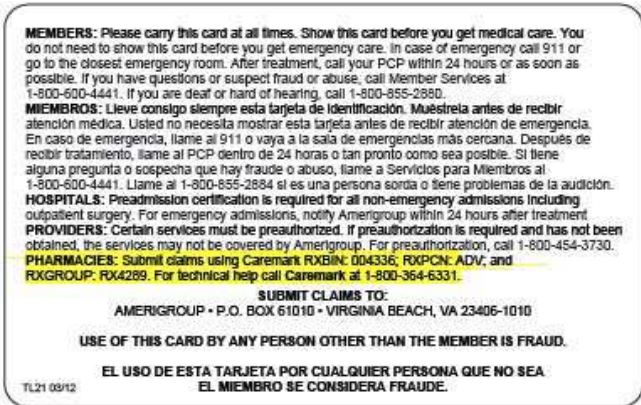 MEMBERS: Please carry this card at all times. Show this card before you get medical care. You
do not need to show this card before you get emergency care. In case of emergency call 911 or
go to the closest emergency room. After treatment, call your PCP within 24 hours or as soon as
possible. If you have questions or suspect fraud or abuse, call Member Services at
1-800-600-4441. If you are deaf or hard of hearing, call 1-800-855-2880.
MIEMBROS: Lleve consigo siempre esta tarjeta de identificación. Muéstrela antes de recibir
atención médica. Usted no necesita mostrar esta tarjeta antes de recibir atención de emergencia.
En caso de emergencia, llame al 911 o vaya a la sala de emergencias más cercana. Después de
recibir tratamiento, llame al PCP dentro de 24 horas o tan pronto como sea posible. Si tiene
alguna pregunta o sospecha que hay fraude o abuso, llame a Servicios para Miembros al
1-800-600-4441. Llame al 1-800-855-2884 si es una persona sorda o tiene problemas de la audición.
HOSPITALS: Preadmission certification is required for all non-emergency admissions including
outpatient surgery. For emergency admissions, notify Amerigroup within 24 hours after treatment
PROVIDERS: Certain services must be preauthorized. If preauthorization is required and has not been
obtained, the services may not be covered by Amerigroup. For preauthorization, call 1-800-454-3730.
PHARMACIES: Submit claims using Caremark RXBIN: 004336; RXPCN: ADV; and
RXGROUP: RX4289. For technical help call Caremark at 1-800-364-6331.
SUBMIT CLAIMS TO:
AMERIGROUP • P.O. BOX 61010 • VIRGINIA BEACH, VA 23466-1010
USE OF THIS CARD BY ANY PERSON OTHER THAN THE MEMBER IS FRAUD.
EL USO DE ESTA TARJETA POR CUALQUIER PERSONA QUE NO SEA
EL MIEMBRO SE CONSIDERA FRAUDE.
TL21 03/12